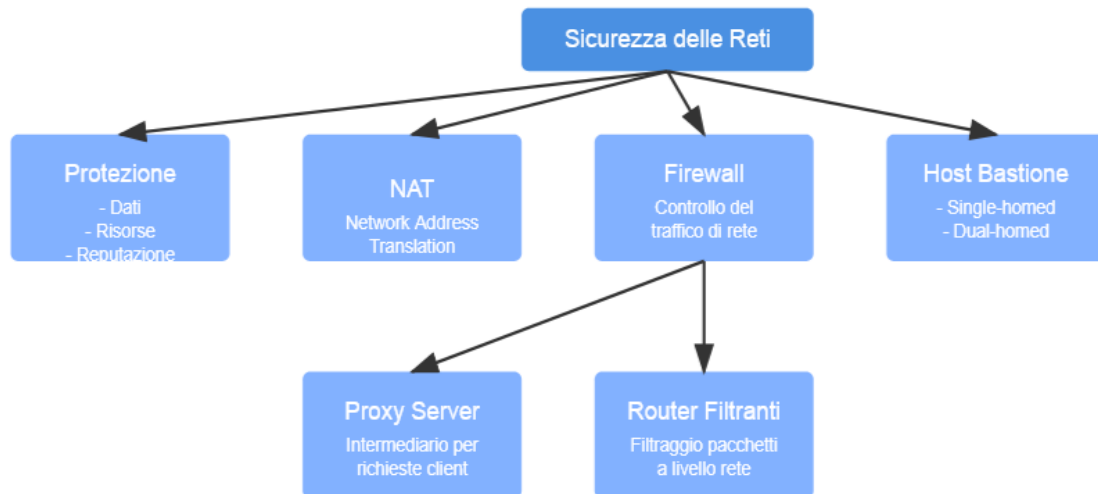 Sicurezza delle Reti
Protezione
- Dati
- Risorse
- Reputazione
NAT
Network Address
Translation
Firewall
Controllo del
traffico di rete
Host Bastione
- Single-homed
- Dual-homed
Proxy Server
Intermediario per
richieste client
Router Filtranti
Filtraggio pacchetti
a livello rete